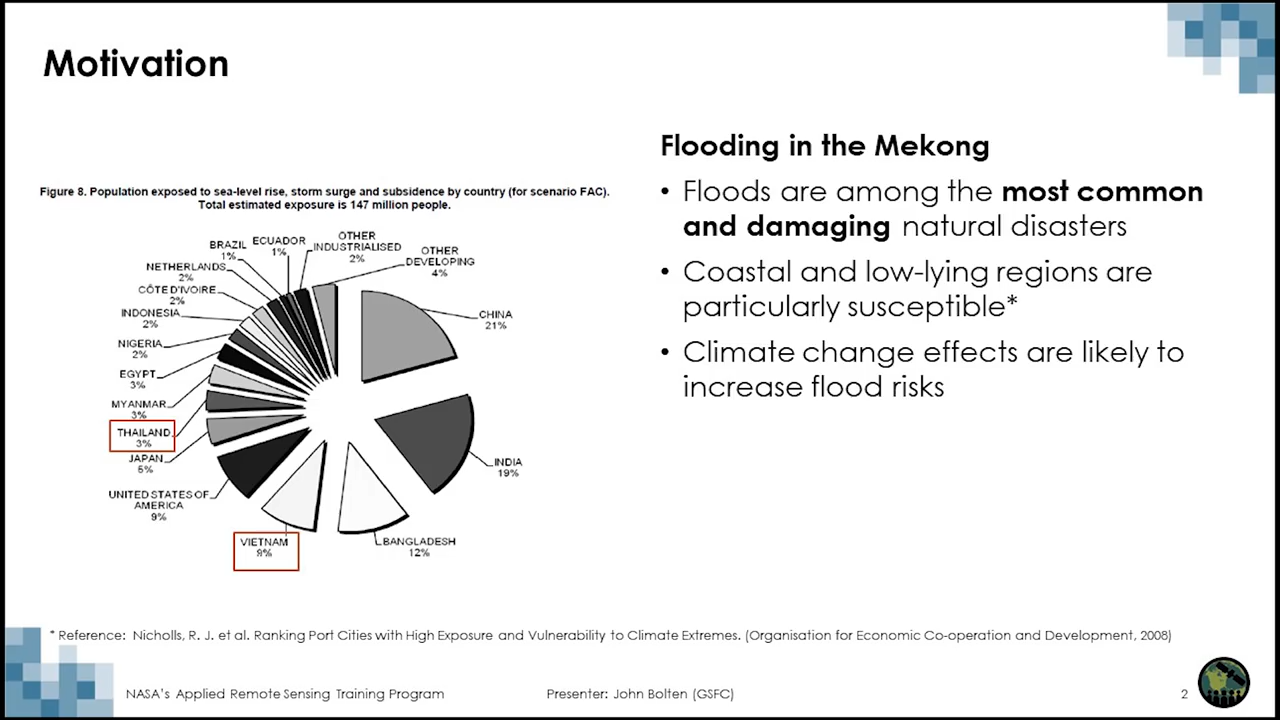 Motivation
Figure 8. Population exposed to sea-level rise, storm surge and subsidence by country (for scenario FAC).
Total estimated exposure is 147 million people.
OTHER
INDUSTRIALISED
2%
ECUADOR
1%
BRAZIL
1%
OTHER
DEVELOPING
4%
NETHERLANDS
2%
CÔTE D'IVOIRE
2%
INDONESIA
2%
CHINA
21%
NIGERIA
2%
EGYPT
3%
MYANMAR
3%
THAILAND
3%
JAPAN
5%
INDIA
19%
UNITED STATES OF
AMERICA
9%
VIETNAM
9%
BANGLADESH
12%
Flooding in the Mekong
• Floods are among the most common
and damaging natural disasters
• Coastal and low-lying regions are
particularly susceptible*
• Climate change effects are likely to
increase flood risks
* Reference: Nicholls, R. J. et al. Ranking Port Cities with High Exposure and Vulnerability to Climate Extremes. (Organisation for Economic Co-operation and Development, 2008)
NASA's Applied Remote Sensing Training Program
Presenter: John Bolten (GSFC)
2